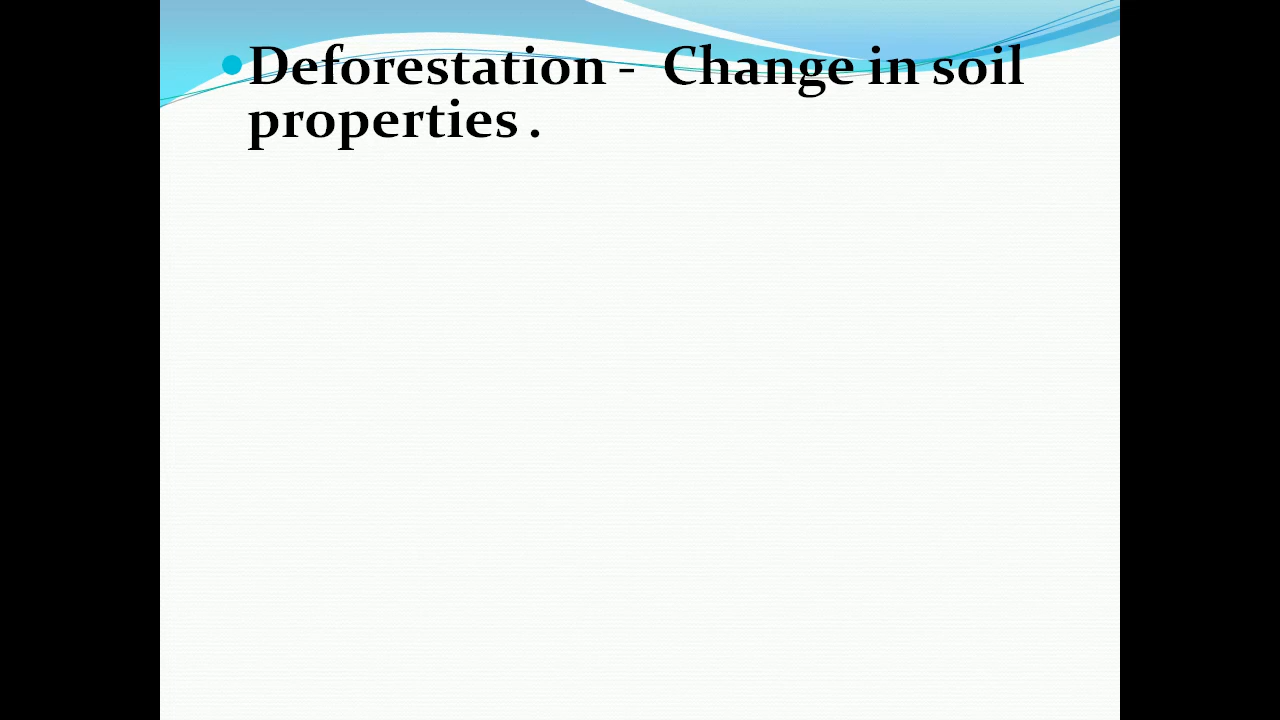 Deforestation - Change in soil
properties .